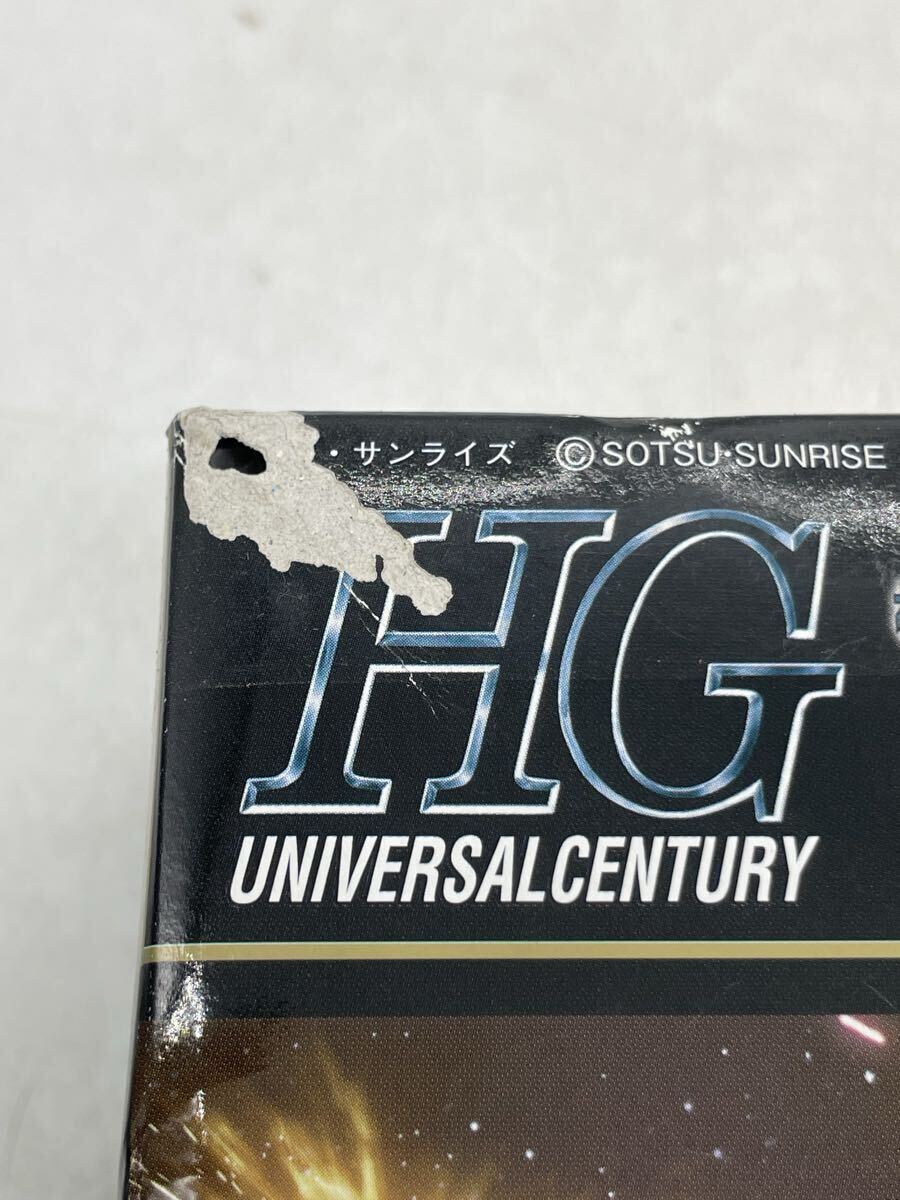 ・サンライズ ©SOTSU・SUNRISE
HG
UNIVERSALCENTURY